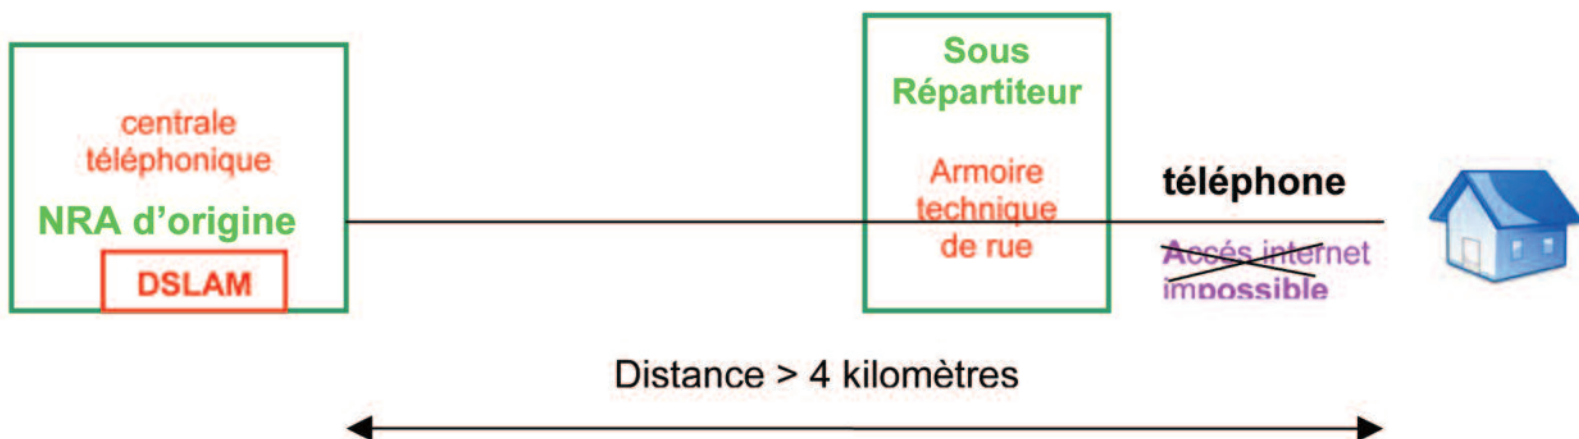 centrale
téléphonique
NRA d'origine
DSLAM
Sous
Répartiteur
Armoire
technique
de rue
téléphone
Accés internet
impossible
Distance > 4 kilomètres